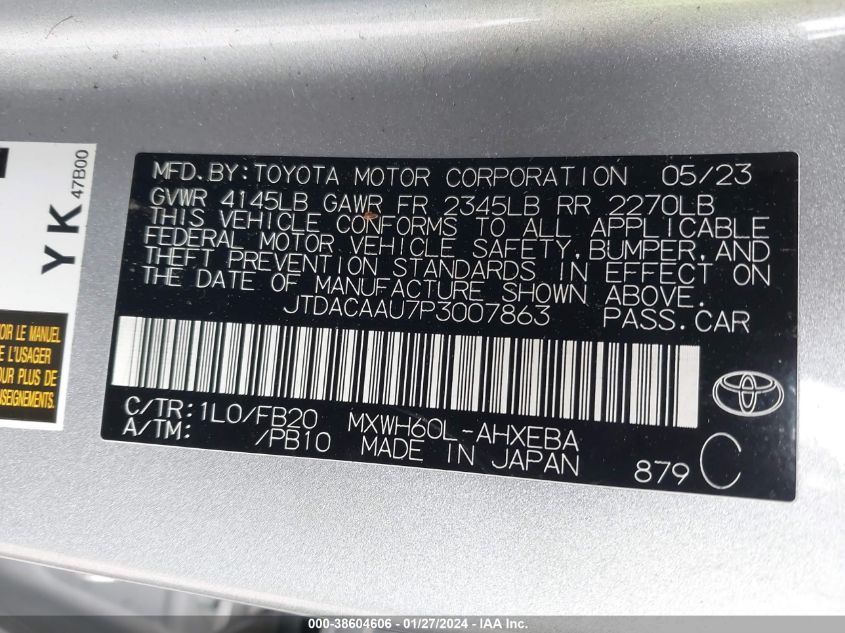 MFD. BY: TOYOTA MOTOR CORPORATION 05/23
GVWR 4145LB GAWR FR 2345LB RR 2270LB
THIS VEHICLE CONFORMS TO ALL APPLICABLE
FEDERAL MOTOR VEHICLE SAFETY, BUMPER, AND
THEFT PREVENTION STANDARDS IN EFFECT ON
THE DATE OF MANUFACTURE SHOWN ABOVE.
JTDACAAU7P3007863 PASS. CAR
C/TR: 1L0/FB20 MXWH60L-AHXEBA
A/TM: /PB10 MADE IN JAPAN
879 C
YK
47B00
LE MANUEL
L'USAGER
PLUS DE
000-38604606 - 01/27/2024 - IAA, Inc.